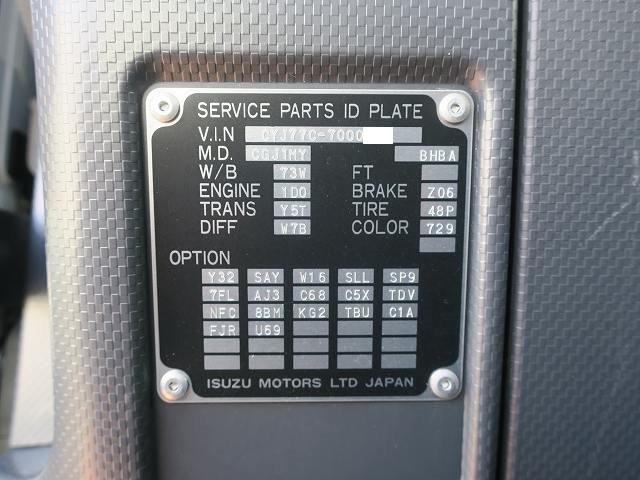 SERVICE PARTS ID PLATE
V.I.N CYJ77C-7000
M.D. CGJ1MY BHBA
W/B 73W FT
ENGINE 1D0 BRAKE Z06
TRANS Y5T TIRE 48P
DIFF W7B COLOR 729
OPTION
Y32 SAY W16 SLL SP9
7FL AJ3 C68 C5X TDV
NFC 8BM KG2 TBU C1A
FJR U69
ISUZU MOTORS LTD JAPAN